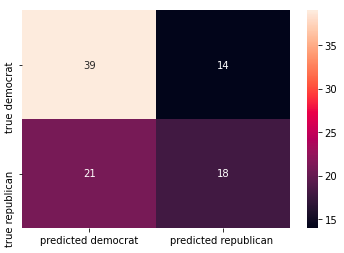 true democrat
39
14
true republican
21
18
predicted democrat
predicted republican
35
30
25
20
15